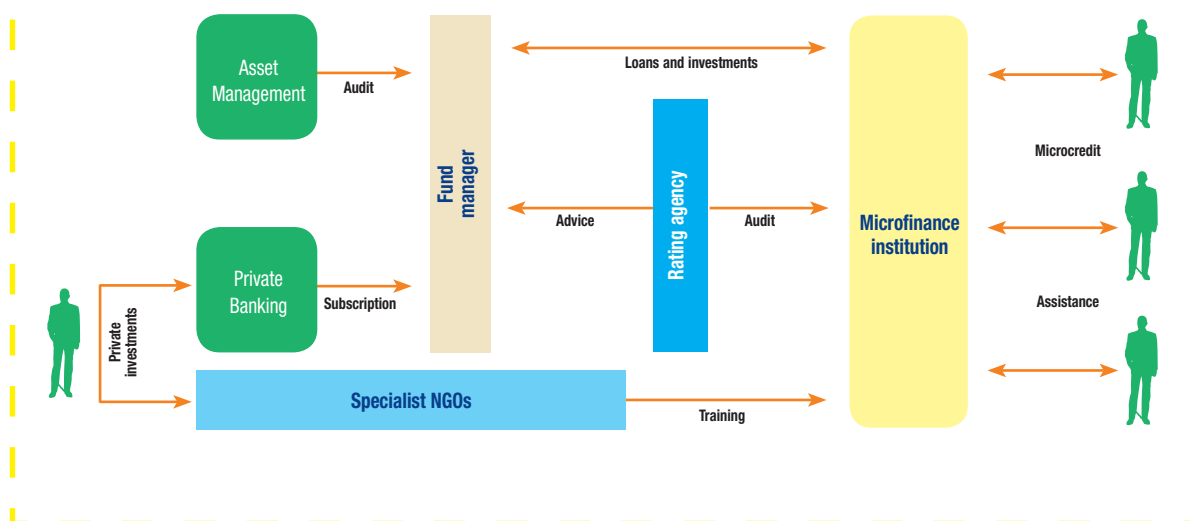 Asset
Management
Audit
Fund
manager
Loans and investments
Rating agency
Advice
Audit
Microfinance
institution
Microcredit
Assistance
Private
Banking
Subscription
Private
investments
Specialist NGOs
Training